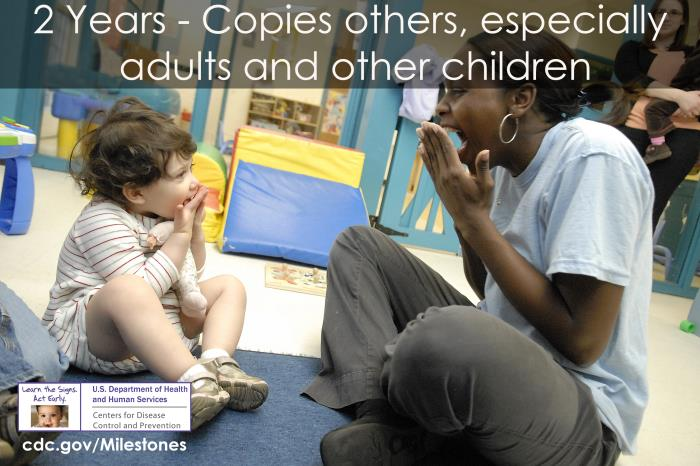 2 Years - Copies others, especially
adults and other children
Learn the Signs.
Act Early.
U.S. Department of Health
and Human Services
Centers for Disease
Control and Prevention
cdc.gov/Milestones